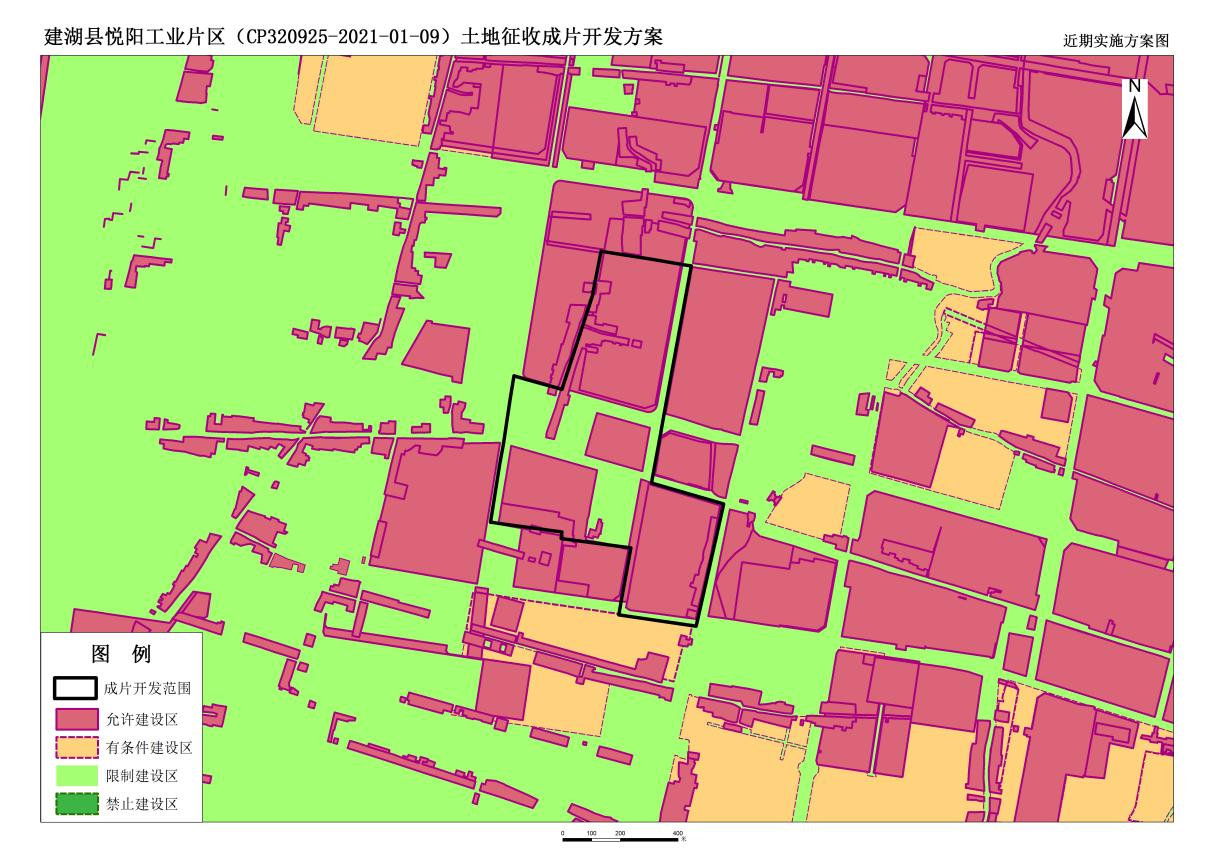 建湖县悦阳工业片区（CP320925-2021-01-09）土地征收成片开发方案
近期实施方案图
N
图 例
成片开发范围
允许建设区
有条件建设区
限制建设区
禁止建设区
0 100 200 400
米